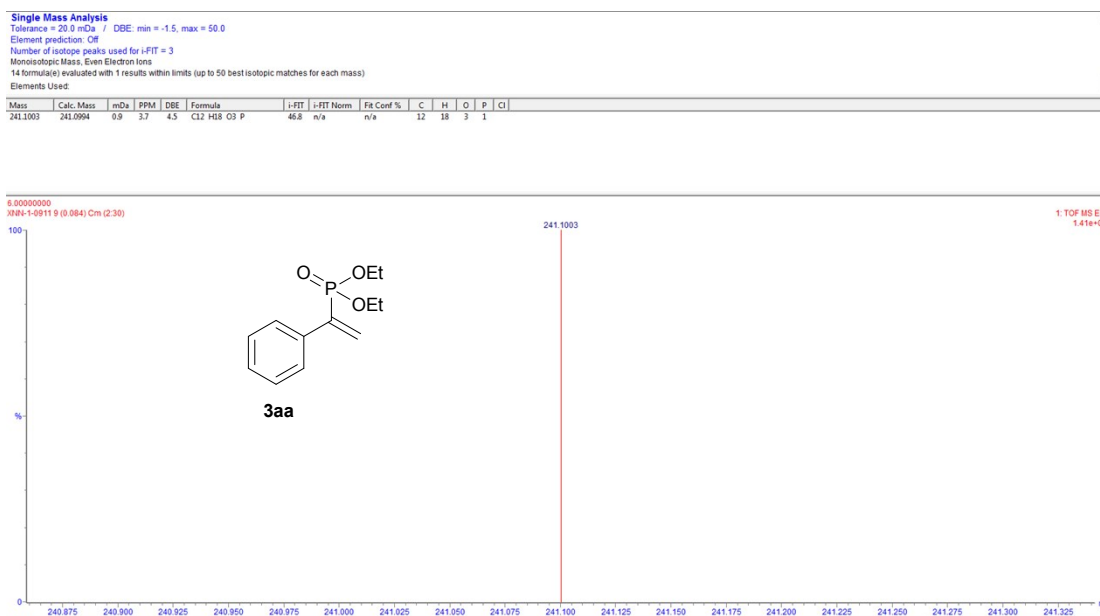 Single Mass Analysis
Tolerance = 20.0 mDa / DBE: min = -1.5, max = 50.0
Element prediction: Off
Number of isotope peaks used for i-FIT = 3
Monoisotopic Mass, Even Electron Ions
14 formula(e) evaluated with 1 results within limits (up to 50 best isotopic matches for each mass)
Elements Used:
Mass Calc. Mass mDa PPM DBE Formula i-FIT i-FIT Norm Fit Conf % C H O P Cl
241.1003 241.0994 0.9 3.7 4.5 C12 H18 O3 P 46.8 n/a n/a 12 18 3 1
6.00000000
XNN-1-0911 9 (0.084) Cm (2:30)
1: TOF MS E
1.41e+
241.1003
100
O
OEt
P
OEt
3aa
%
0
240.875 240.900 240.925 240.950 240.975 241.000 241.025 241.050 241.075 241.100 241.125 241.150 241.175 241.200 241.225 241.250 241.275 241.300 241.325